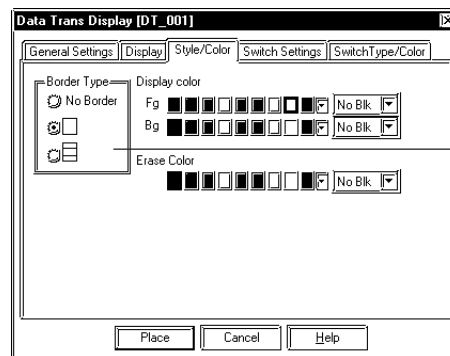 Data Trans Display [DT_001]
General Settings Display Style/Color Switch Settings SwitchType/Color
Border Type Display color
No Border Fg No Blk
Bg No Blk
Erase Color
No Blk
Place Cancel Help